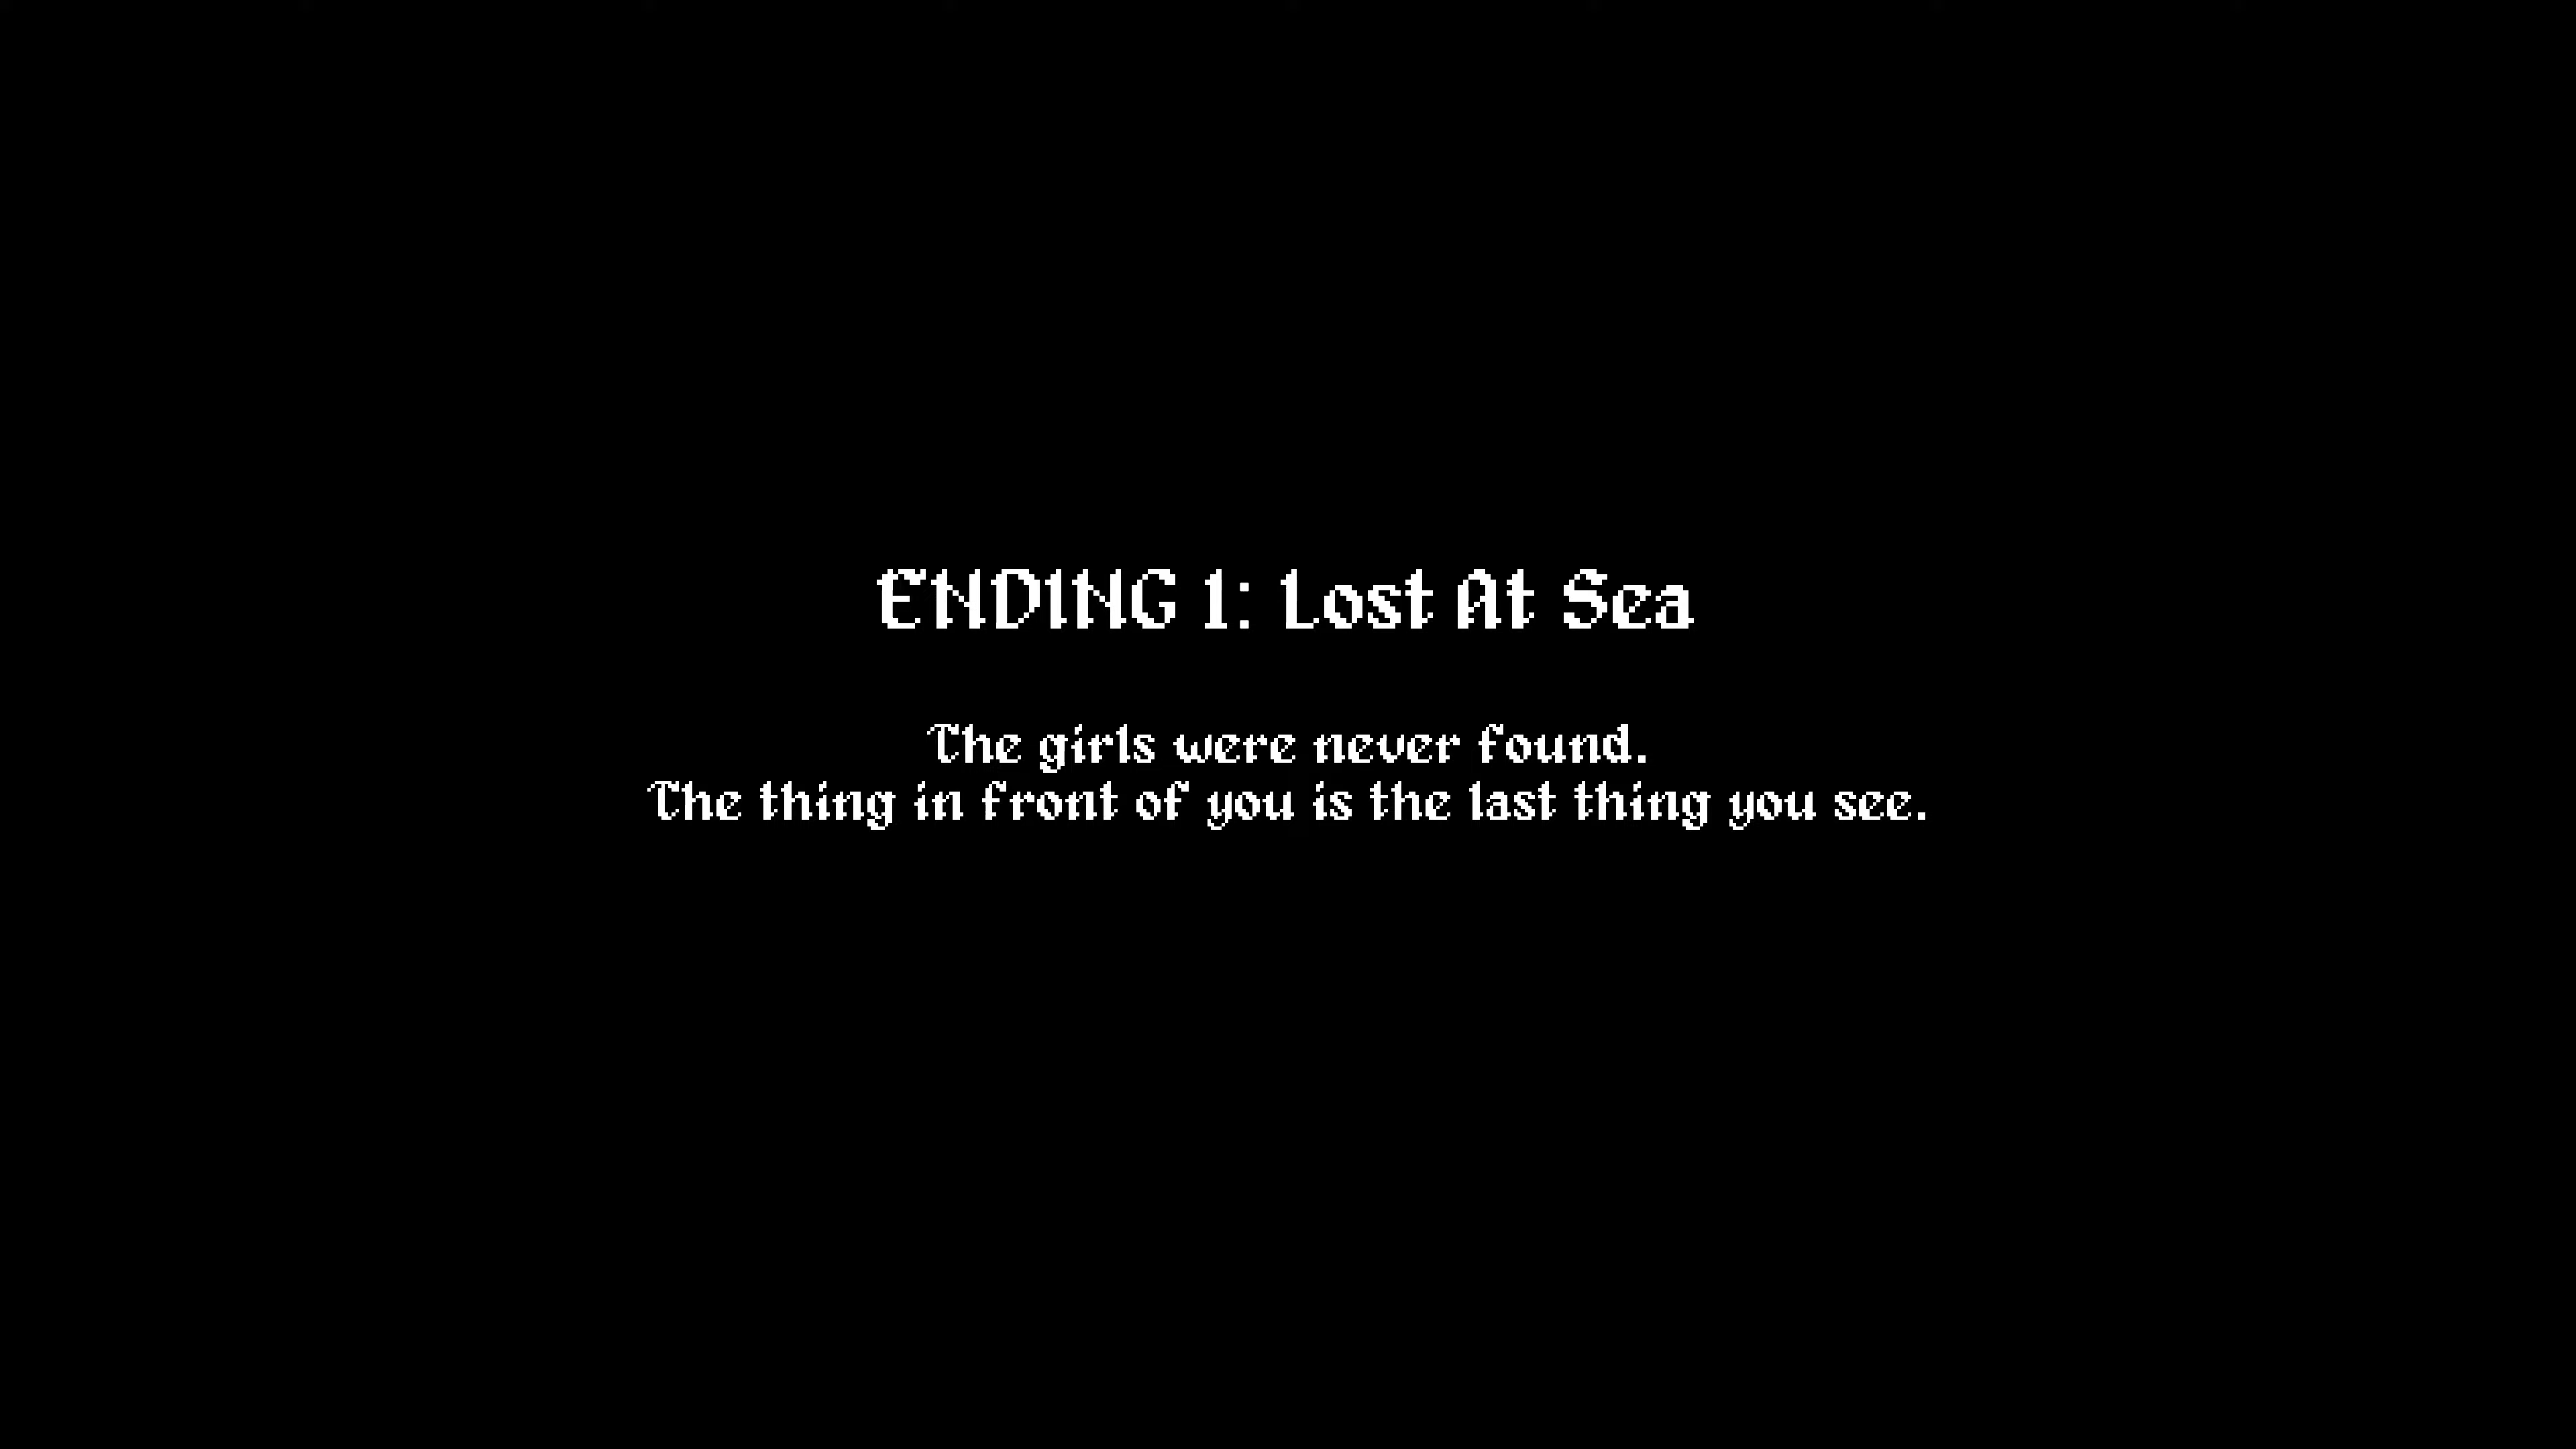 ENDING 1: Lost At Sea
The girls were never found.
The thing in front of you is the last thing you see.